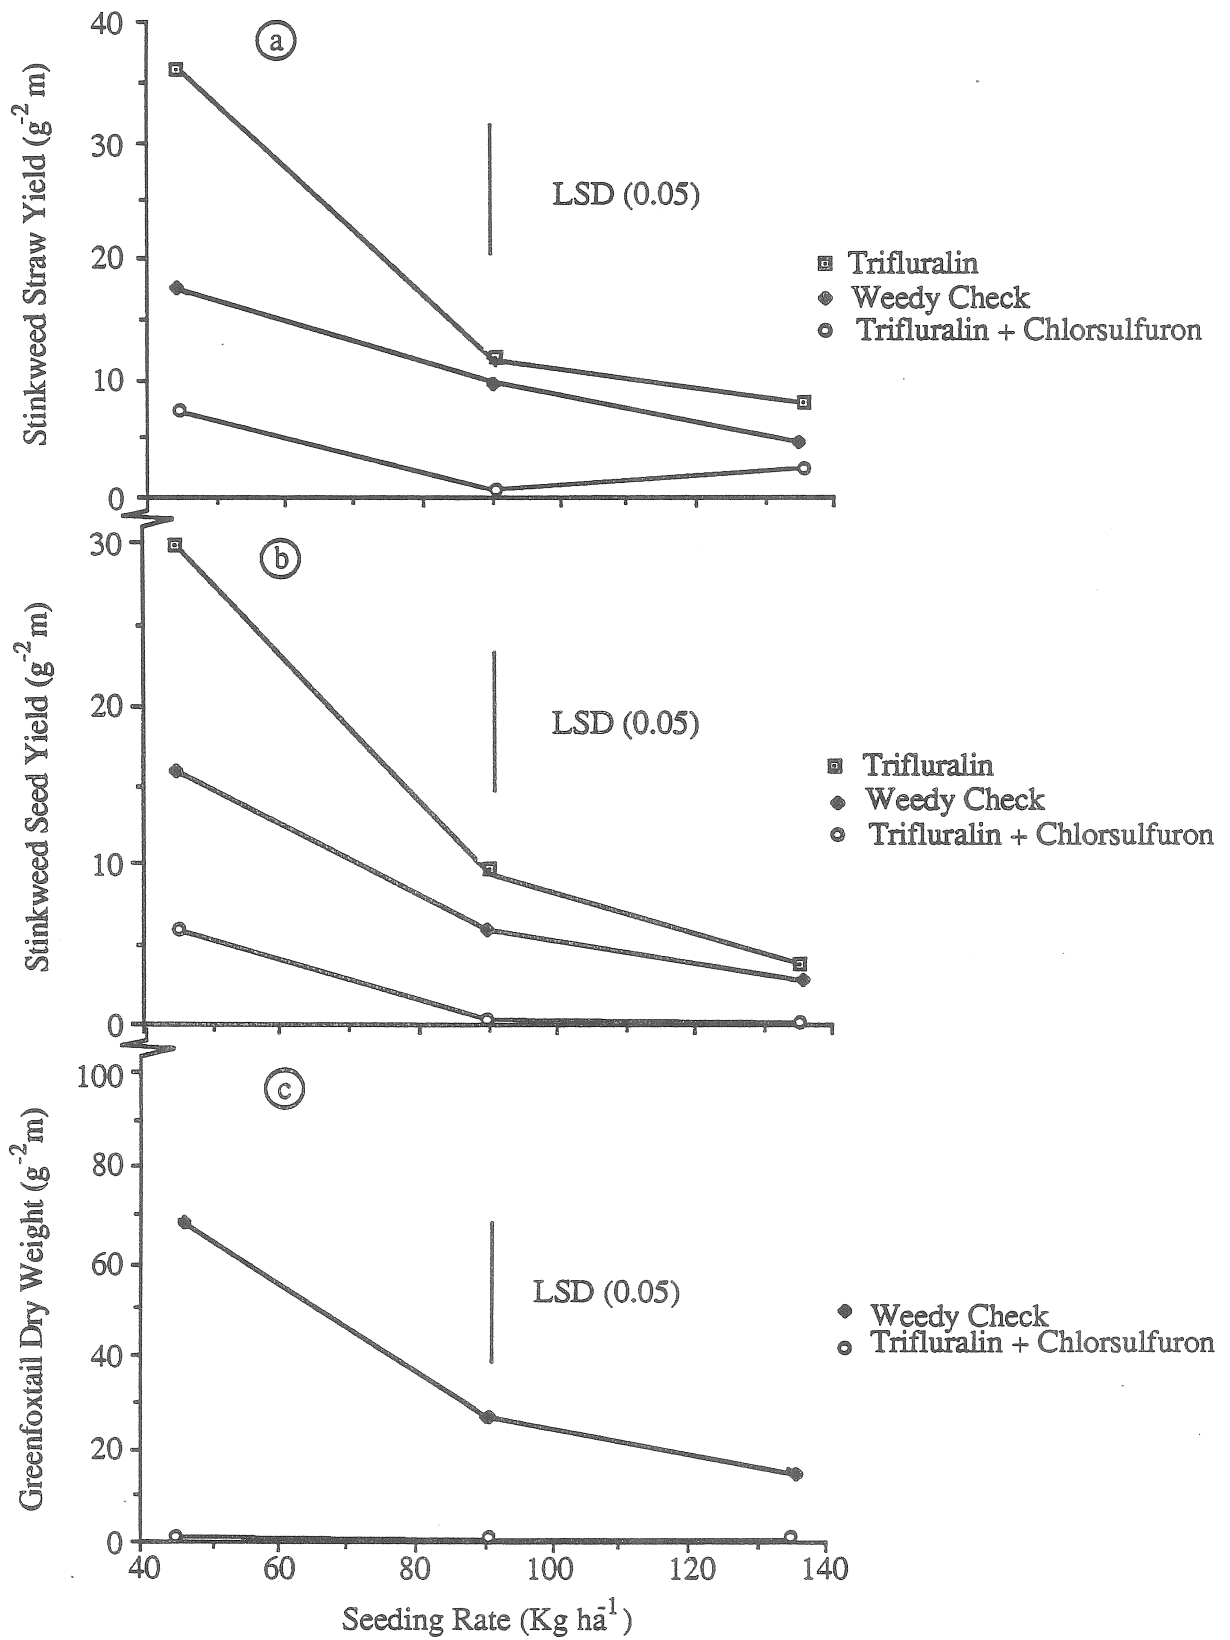 a
Stinkweed Straw Yield (g⁻² m)
40
30
20
10
0
LSD (0.05)
Trifluralin
Weedy Check
Trifluralin + Chlorsulfuron
b
Stinkweed Seed Yield (g⁻² m)
30
20
10
0
LSD (0.05)
Trifluralin
Weedy Check
Trifluralin + Chlorsulfuron
c
Greenfoxtail Dry Weight (g⁻² m)
100
80
60
40
20
0
LSD (0.05)
Weedy Check
Trifluralin + Chlorsulfuron
40 60 80 100 120 140
Seeding Rate (Kg ha⁻¹)